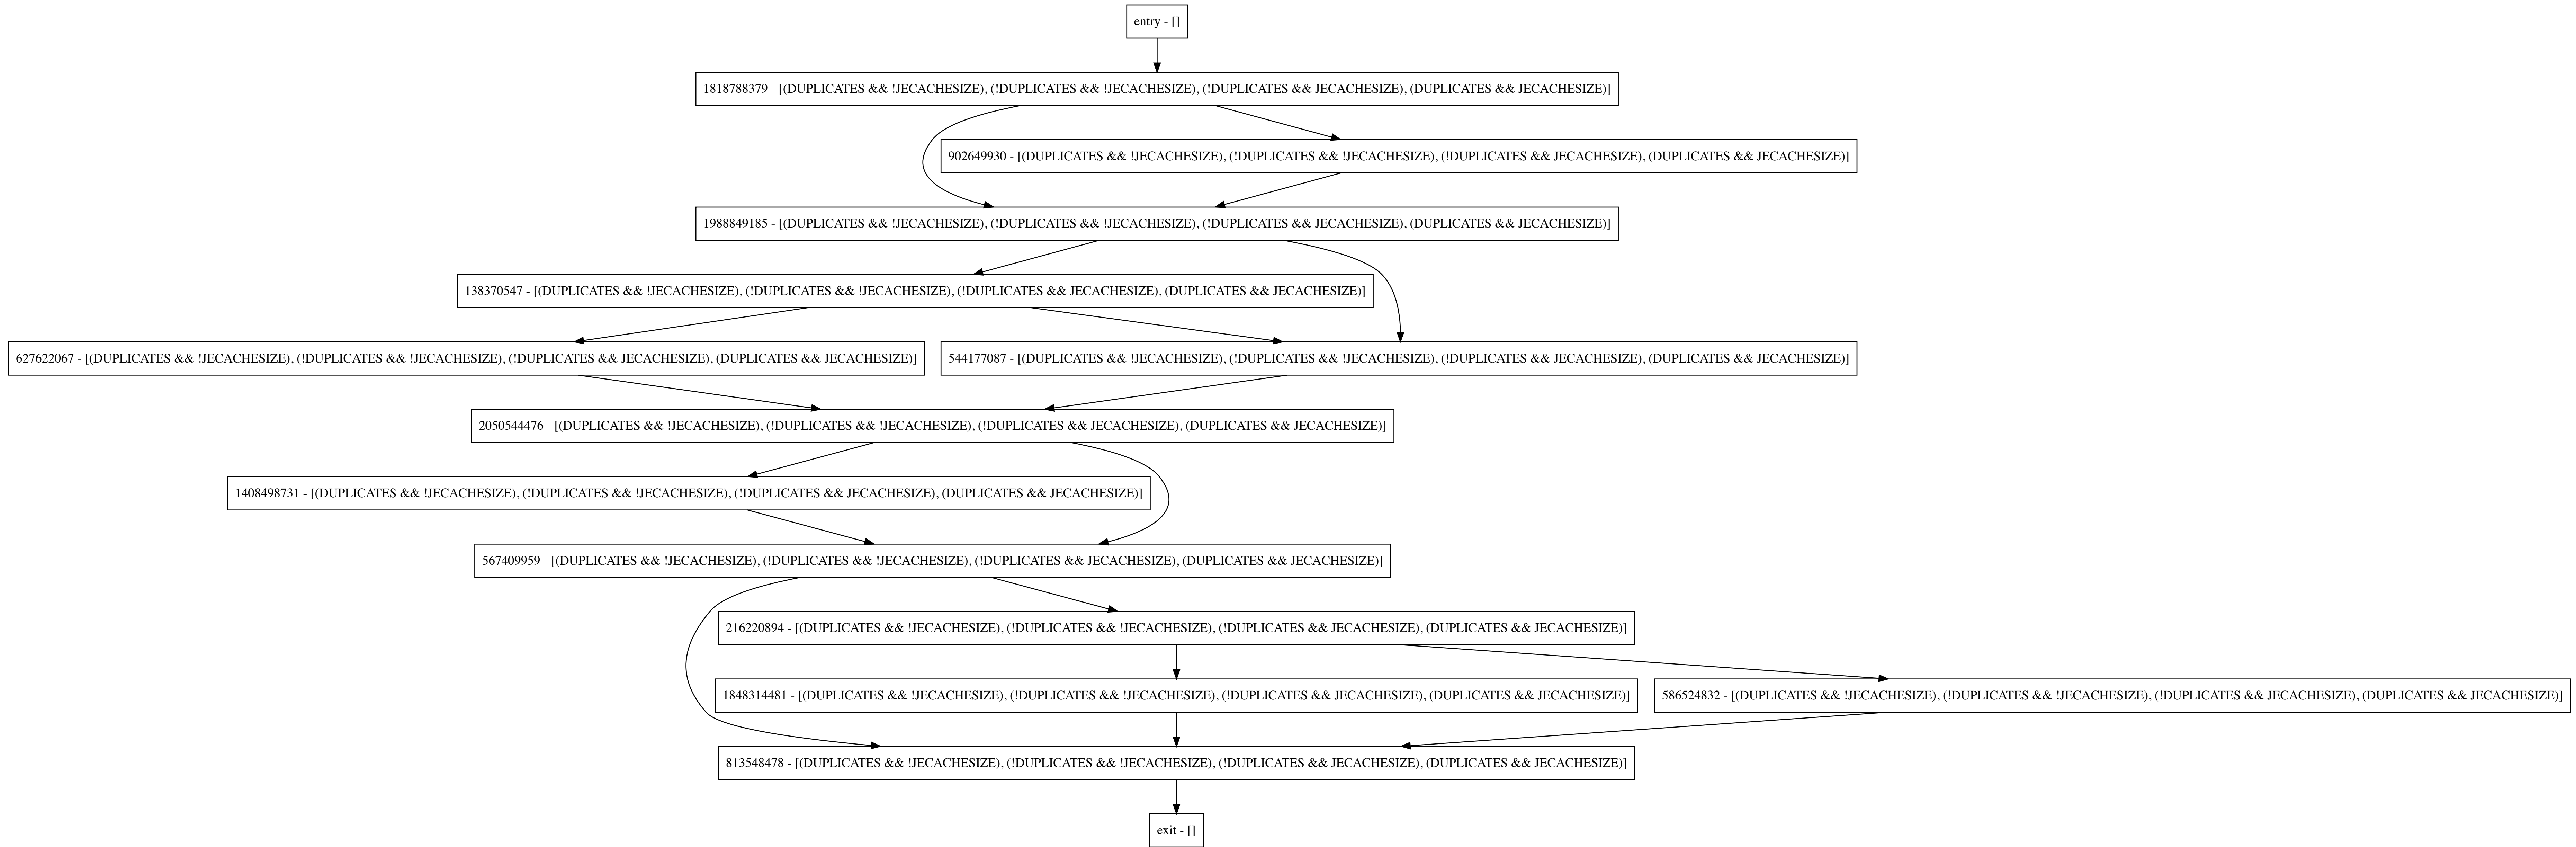 entry - []
1818788379 - [(DUPLICATES && !JECACHESIZE), (!DUPLICATES && !JECACHESIZE), (!DUPLICATES && JECACHESIZE), (DUPLICATES && JECACHESIZE)]
902649930 - [(DUPLICATES && !JECACHESIZE), (!DUPLICATES && !JECACHESIZE), (!DUPLICATES && JECACHESIZE), (DUPLICATES && JECACHESIZE)]
1988849185 - [(DUPLICATES && !JECACHESIZE), (!DUPLICATES && !JECACHESIZE), (!DUPLICATES && JECACHESIZE), (DUPLICATES && JECACHESIZE)]
138370547 - [(DUPLICATES && !JECACHESIZE), (!DUPLICATES && !JECACHESIZE), (!DUPLICATES && JECACHESIZE), (DUPLICATES && JECACHESIZE)]
627622067 - [(DUPLICATES && !JECACHESIZE), (!DUPLICATES && !JECACHESIZE), (!DUPLICATES && JECACHESIZE), (DUPLICATES && JECACHESIZE)]
544177087 - [(DUPLICATES && !JECACHESIZE), (!DUPLICATES && !JECACHESIZE), (!DUPLICATES && JECACHESIZE), (DUPLICATES && JECACHESIZE)]
2050544476 - [(DUPLICATES && !JECACHESIZE), (!DUPLICATES && !JECACHESIZE), (!DUPLICATES && JECACHESIZE), (DUPLICATES && JECACHESIZE)]
1408498731 - [(DUPLICATES && !JECACHESIZE), (!DUPLICATES && !JECACHESIZE), (!DUPLICATES && JECACHESIZE), (DUPLICATES && JECACHESIZE)]
567409959 - [(DUPLICATES && !JECACHESIZE), (!DUPLICATES && !JECACHESIZE), (!DUPLICATES && JECACHESIZE), (DUPLICATES && JECACHESIZE)]
216220894 - [(DUPLICATES && !JECACHESIZE), (!DUPLICATES && !JECACHESIZE), (!DUPLICATES && JECACHESIZE), (DUPLICATES && JECACHESIZE)]
1848314481 - [(DUPLICATES && !JECACHESIZE), (!DUPLICATES && !JECACHESIZE), (!DUPLICATES && JECACHESIZE), (DUPLICATES && JECACHESIZE)]
586524832 - [(DUPLICATES && !JECACHESIZE), (!DUPLICATES && !JECACHESIZE), (!DUPLICATES && JECACHESIZE), (DUPLICATES && JECACHESIZE)]
813548478 - [(DUPLICATES && !JECACHESIZE), (!DUPLICATES && !JECACHESIZE), (!DUPLICATES && JECACHESIZE), (DUPLICATES && JECACHESIZE)]
exit - []